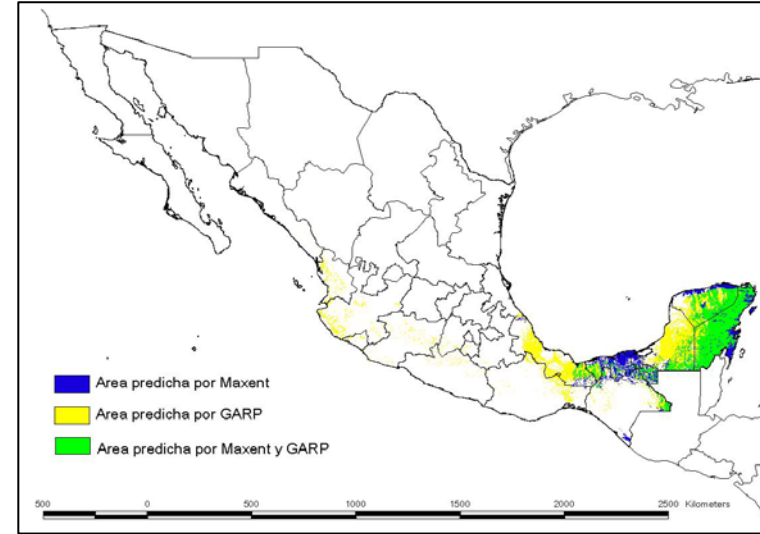 Area predicha por Maxent
Area predicha por GARP
Area predicha por Maxent y GARP
500 0 500 1000 1500 2000 2500 Kilometers